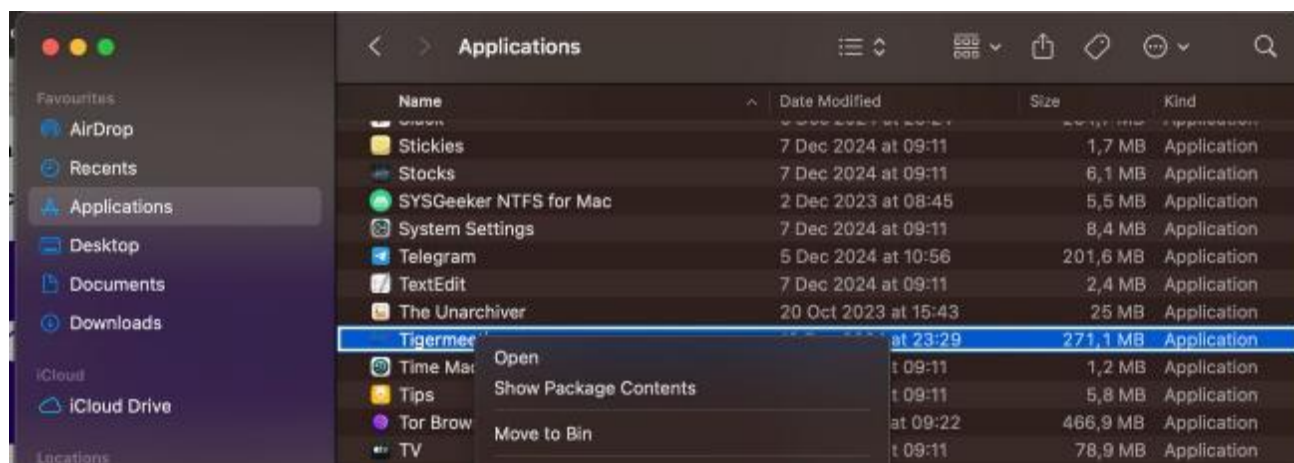 Applications
Favourites
AirDrop
Recents
Applications
Desktop
Documents
Downloads
iCloud
iCloud Drive
Locations
Name Date Modified Size Kind
Stickies 7 Dec 2024 at 09:11 1,7 MB Application
Stocks 7 Dec 2024 at 09:11 6,1 MB Application
SYSGeeker NTFS for Mac 2 Dec 2023 at 08:45 5,5 MB Application
System Settings 7 Dec 2024 at 09:11 8,4 MB Application
Telegram 5 Dec 2024 at 10:56 201,6 MB Application
TextEdit 7 Dec 2024 at 09:11 2,4 MB Application
The Unarchiver 20 Oct 2023 at 15:43 25 MB Application
at 23:29 271,1 MB Application
Time t 09:11 1,2 MB Application
Tips t 09:11 5,8 MB Application
Tor Brow at 09:22 466,9 MB Application
TV t 09:11 78,9 MB Application
Open
Show Package Contents
Move to Bin